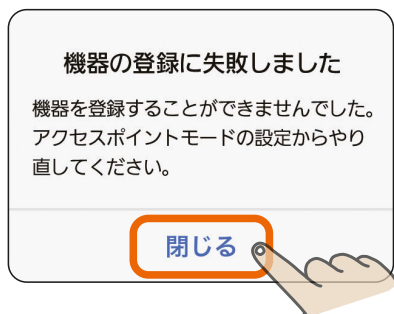 機器の登録に失敗しました
機器を登録することができませんでした。
アクセスポイントモードの設定からやり
直してください。
閉じる